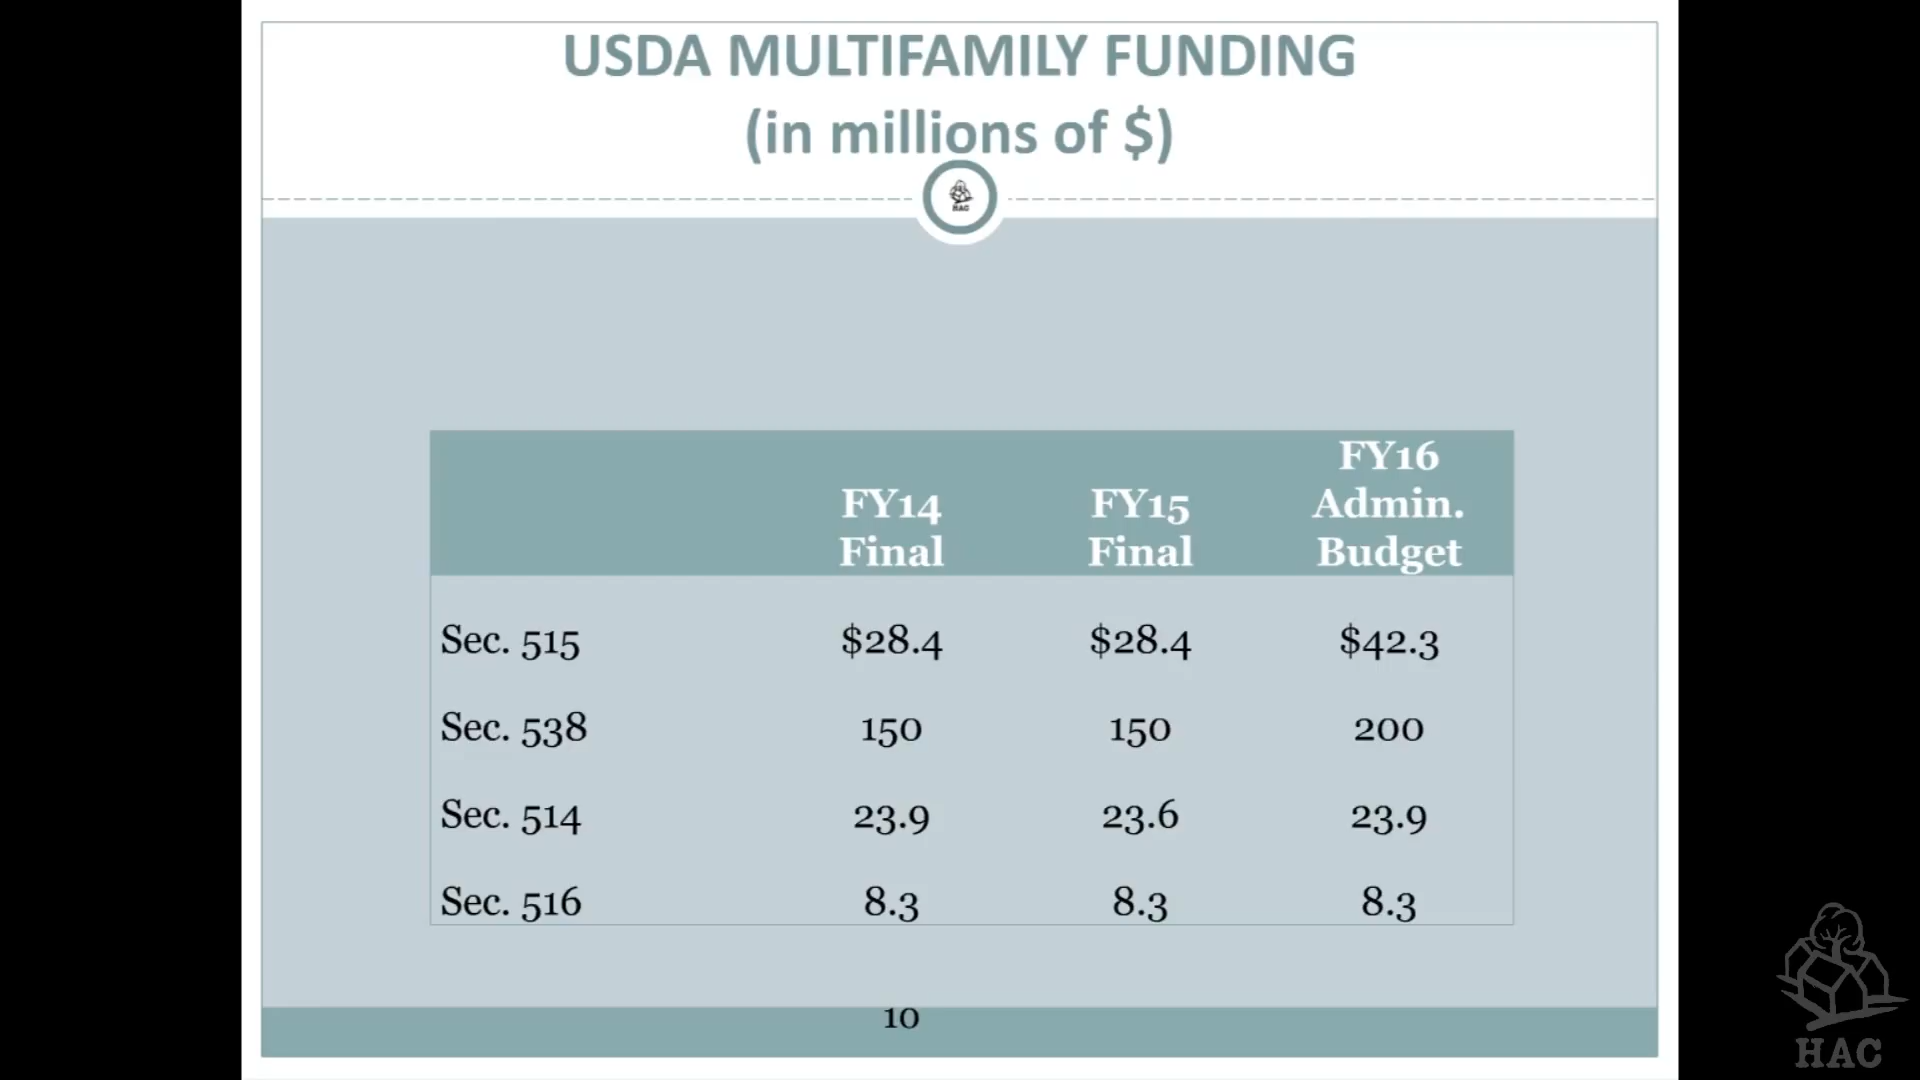 USDA MULTIFAMILY FUNDING
(in millions of $)
HAC
FY14 Final FY15 Final FY16 Admin. Budget
Sec. 515 $28.4 $28.4 $42.3
Sec. 538 150 150 200
Sec. 514 23.9 23.6 23.9
Sec. 516 8.3 8.3 8.3
10
HAC